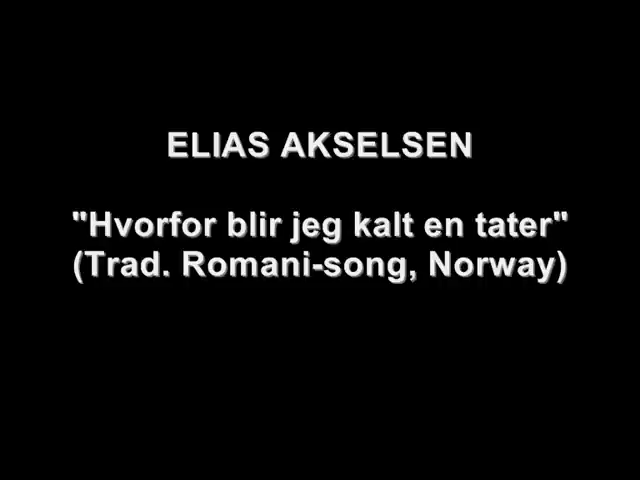 ELIAS AKSELSEN
"Hvorfor blir jeg kalt en tater"
(Trad. Romani-song, Norway)